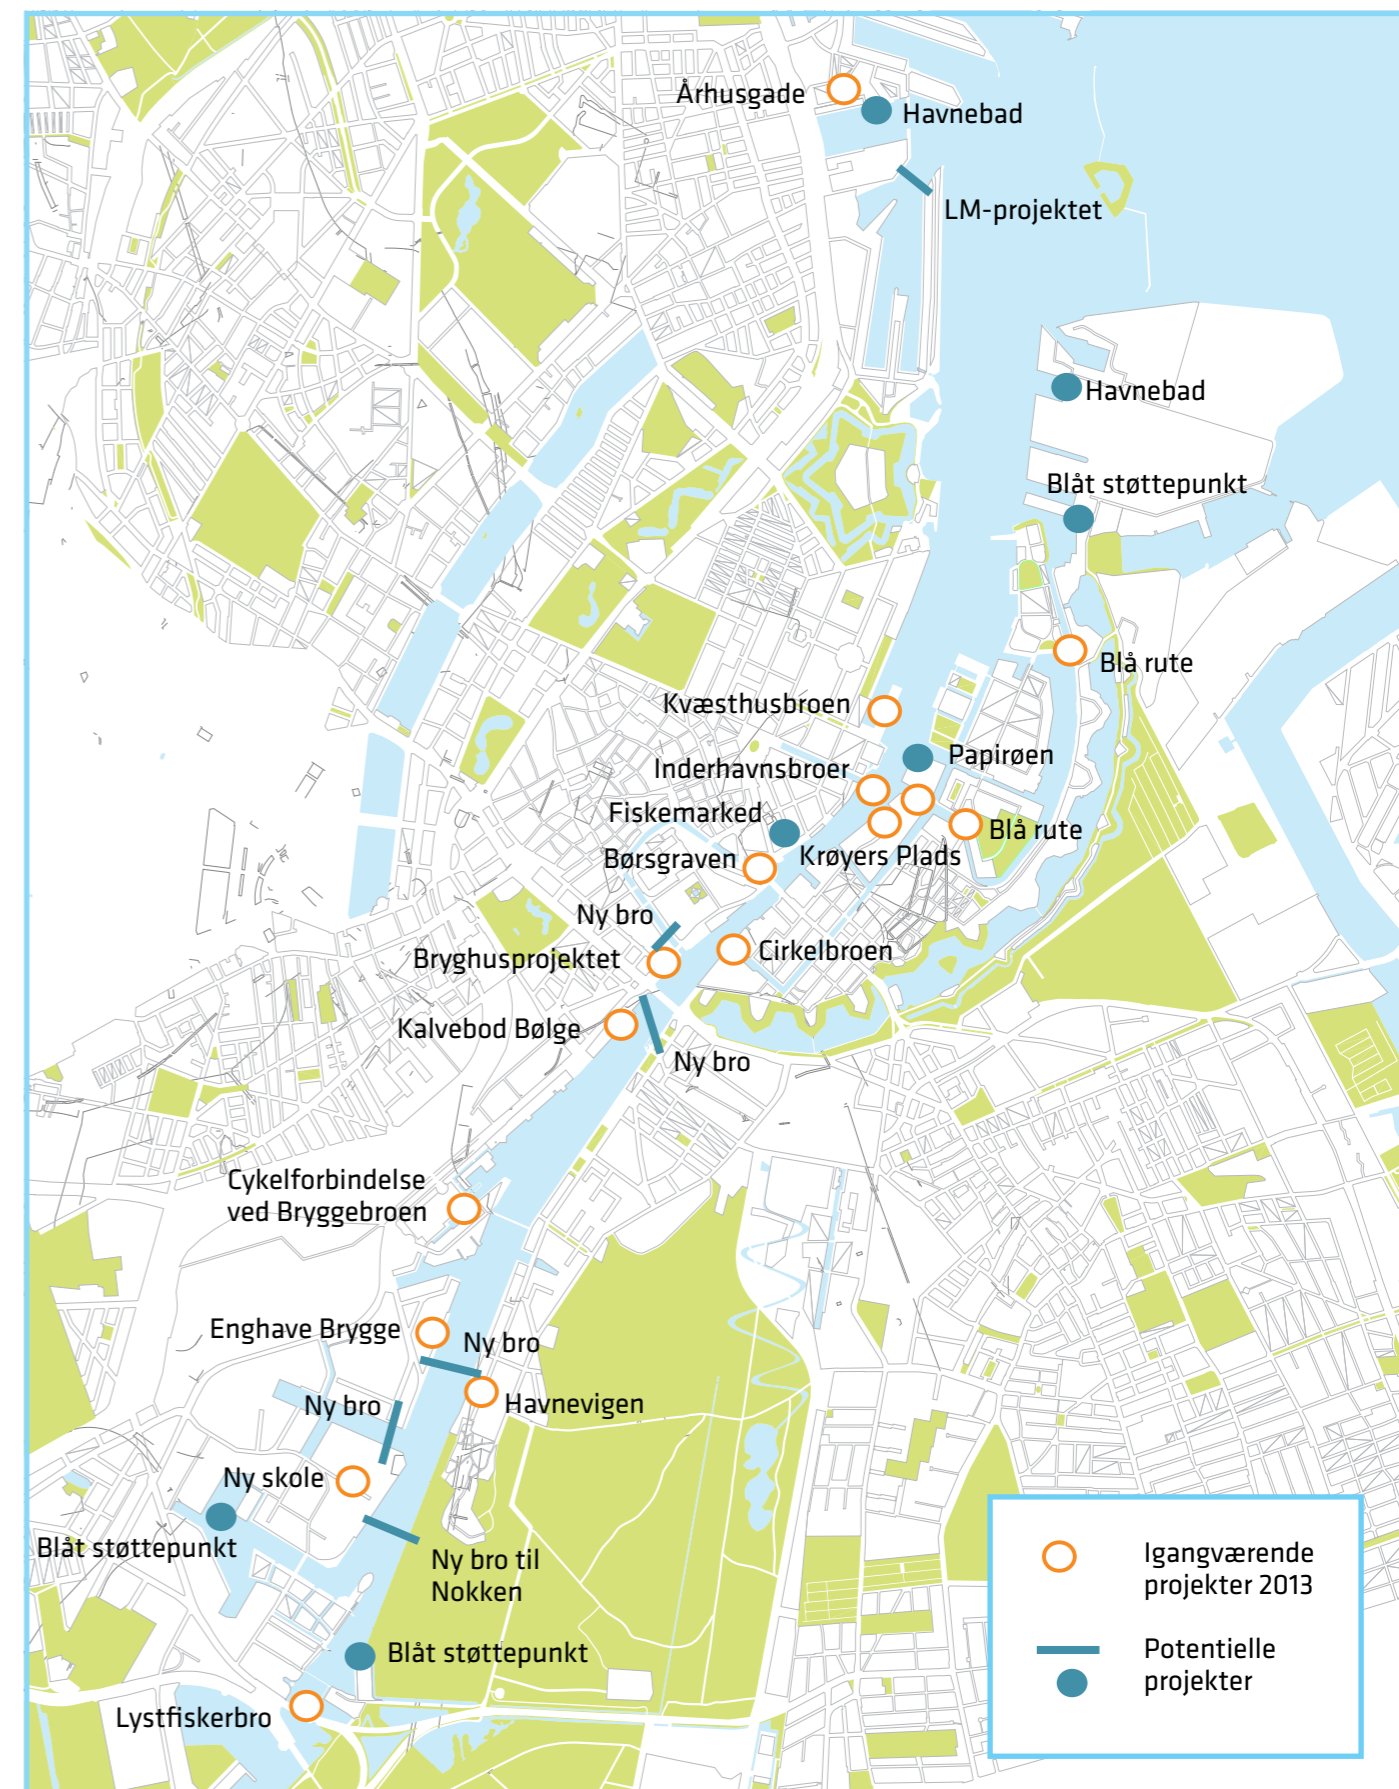 Århusgade
Havnebad
LM-projektet
Havnebad
Blåt støttepunkt
Blå rute
Kvæsthusbroen
Papirøen
Inderhavnsbroer
Fiskemarked
Blå rute
Krøyers Plads
Børsgraven
Ny bro
Cirkelbroen
Bryghusprojektet
Kalvebod Bølge
Ny bro
Cykelforbindelse
ved Bryggebroen
Enghave Brygge
Ny bro
Havnevigen
Ny bro
Ny skole
Blåt støttepunkt
Ny bro til
Nokken
Blåt støttepunkt
Lystfiskerbro
Igangværende
projekter 2013
Potentielle
projekter